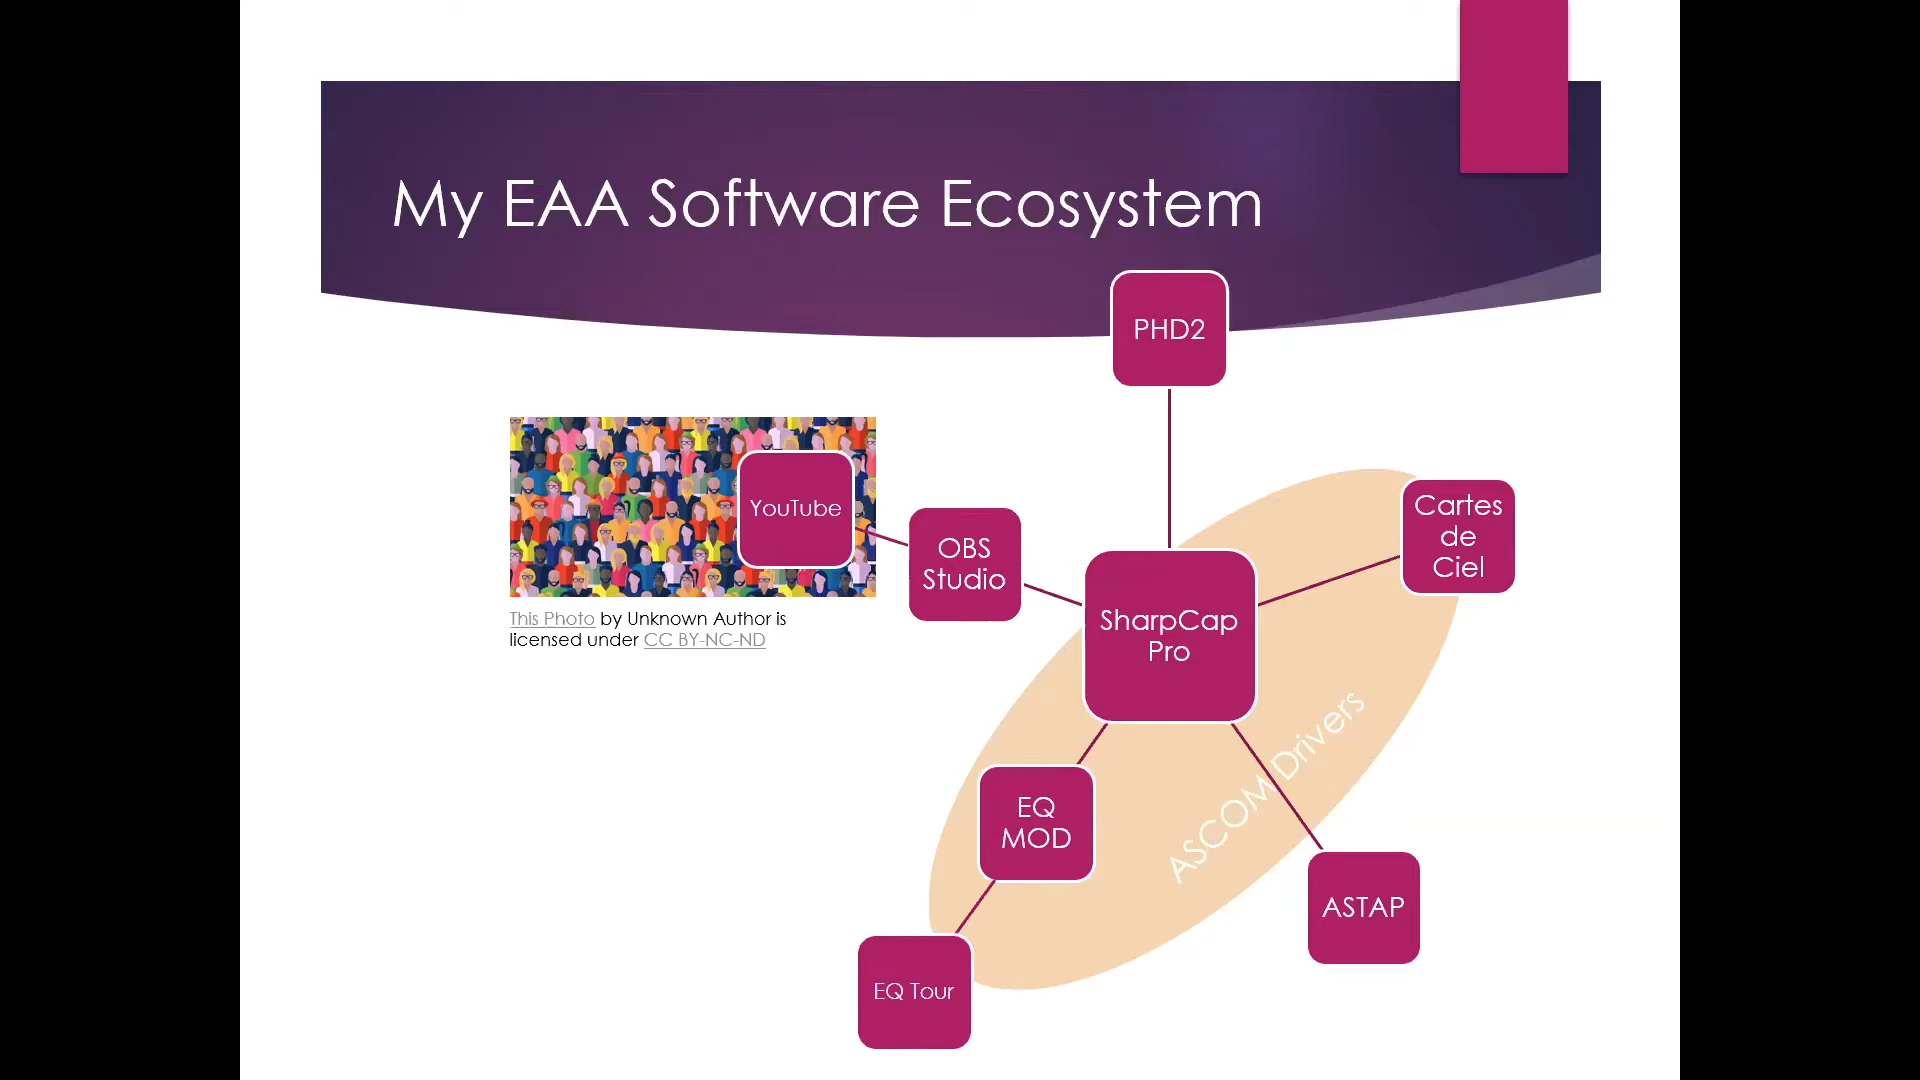 My EAA Software Ecosystem
PHD2
Cartes
de
Ciel
YouTube
OBS
Studio
SharpCap
Pro
This Photo by Unknown Author is
licensed under CC BY-NC-ND
ASCOM Drivers
EQ
MOD
ASTAP
EQ Tour